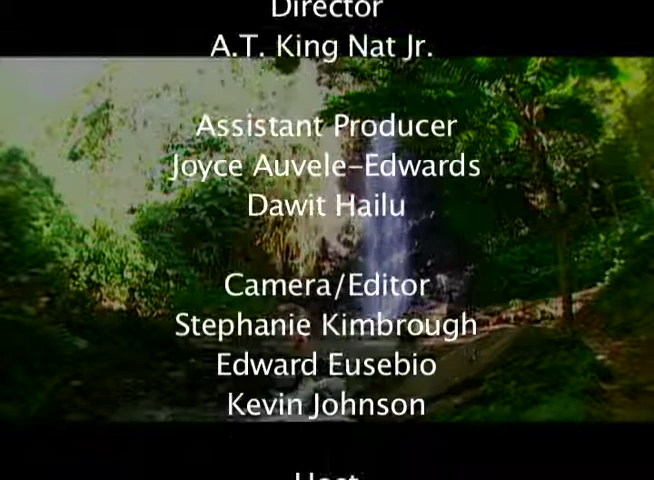 Director
A.T. King Nat Jr.
Assistant Producer
Joyce Auvele-Edwards
Dawit Hailu
Camera/Editor
Stephanie Kimbrough
Edward Eusebio
Kevin Johnson
Host